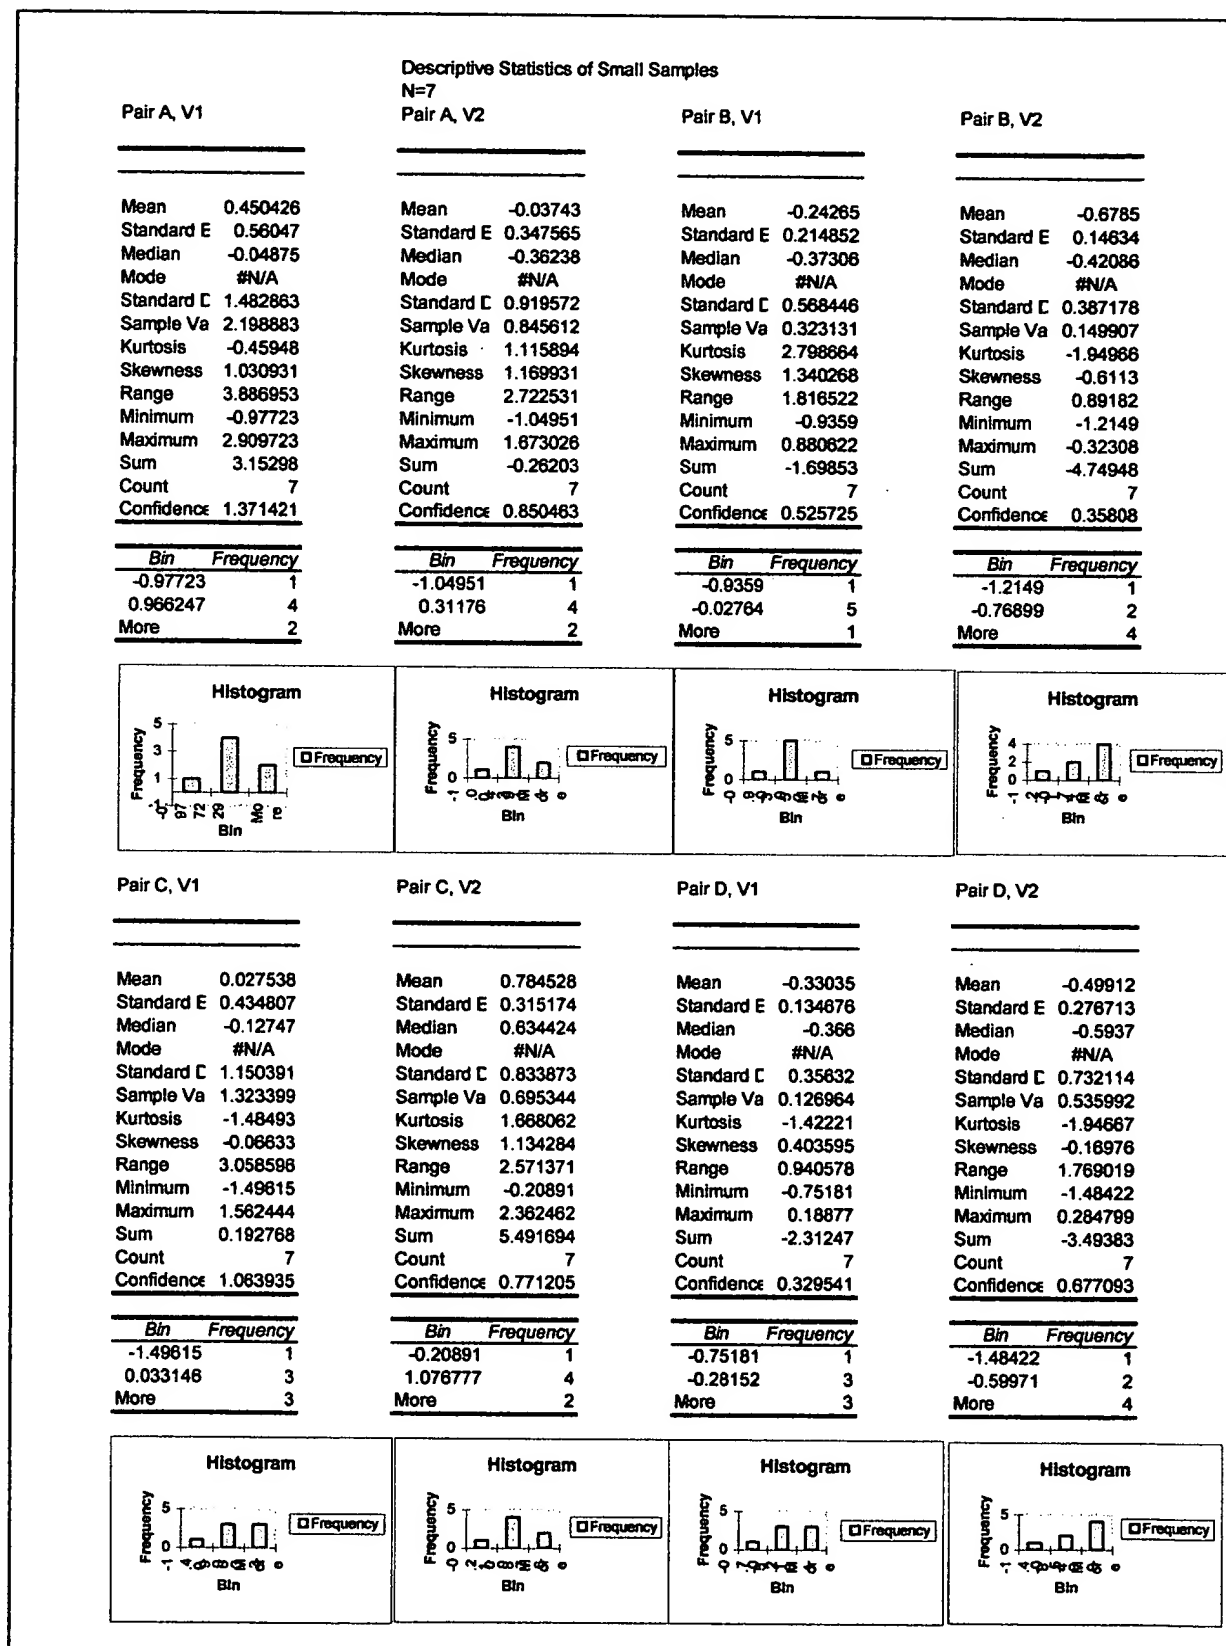 Descriptive Statistics of Small Samples
N=7
Pair A, V1 Pair A, V2 Pair B, V1 Pair B, V2
Mean 0.450426 Mean -0.03743 Mean -0.24265 Mean -0.6785
Standard E 0.56047 Standard E 0.347565 Standard E 0.214852 Standard E 0.14634
Median -0.04875 Median -0.36238 Median -0.37306 Median -0.42086
Mode #N/A Mode #N/A Mode #N/A Mode #N/A
Standard D 1.482863 Standard D 0.919572 Standard D 0.568446 Standard D 0.387178
Sample Va 2.198883 Sample Va 0.845612 Sample Va 0.323131 Sample Va 0.149907
Kurtosis -0.45948 Kurtosis 1.115894 Kurtosis 2.798664 Kurtosis -1.94966
Skewness 1.030931 Skewness 1.169931 Skewness 1.340268 Skewness -0.6113
Range 3.886953 Range 2.722531 Range 1.816522 Range 0.89182
Minimum -0.97723 Minimum -1.04951 Minimum -0.9359 Minimum -1.2149
Maximum 2.909723 Maximum 1.673026 Maximum 0.880622 Maximum -0.32308
Sum 3.15298 Sum -0.26203 Sum -1.69853 Sum -4.74948
Count 7 Count 7 Count 7 Count 7
Confidence 1.371421 Confidence 0.850463 Confidence 0.525725 Confidence 0.35808
Bin Frequency Bin Frequency Bin Frequency Bin Frequency
-0.97723 1 -1.04951 1 -0.9359 1 -1.2149 1
0.966247 4 0.31176 4 -0.02764 5 -0.76899 2
More 2 More 2 More 1 More 4
Histogram Histogram Histogram Histogram
5 5 5 4
3 0 0 2
1 0
-1
Frequency Frequency Frequency Frequency
Frequency Frequency Frequency Frequency
Bin Bin Bin Bin
Pair C, V1 Pair C, V2 Pair D, V1 Pair D, V2
Mean 0.027538 Mean 0.784528 Mean -0.33035 Mean -0.49912
Standard E 0.434807 Standard E 0.315174 Standard E 0.134676 Standard E 0.276713
Median -0.12747 Median 0.634424 Median -0.366 Median -0.5937
Mode #N/A Mode #N/A Mode #N/A Mode #N/A
Standard D 1.150391 Standard D 0.833873 Standard D 0.35632 Standard D 0.732114
Sample Va 1.323399 Sample Va 0.695344 Sample Va 0.126964 Sample Va 0.535992
Kurtosis -1.48493 Kurtosis 1.668062 Kurtosis -1.42221 Kurtosis -1.94667
Skewness -0.06633 Skewness 1.134284 Skewness 0.403595 Skewness -0.16976
Range 3.058596 Range 2.571371 Range 0.940578 Range 1.769019
Minimum -1.49615 Minimum -0.20891 Minimum -0.75181 Minimum -1.48422
Maximum 1.562444 Maximum 2.362462 Maximum 0.18877 Maximum 0.284799
Sum 0.192768 Sum 5.491694 Sum -2.31247 Sum -3.49383
Count 7 Count 7 Count 7 Count 7
Confidence 1.063935 Confidence 0.771205 Confidence 0.329541 Confidence 0.677093
Bin Frequency Bin Frequency Bin Frequency Bin Frequency
-1.49615 1 -0.20891 1 -0.75181 1 -1.48422 1
0.033146 3 1.076777 4 -0.28152 3 -0.59971 2
More 3 More 2 More 3 More 4
Histogram Histogram Histogram Histogram
5 5 5 5
0 0 0 0
Frequency Frequency Frequency Frequency
Frequency Frequency Frequency Frequency
Bin Bin Bin Bin